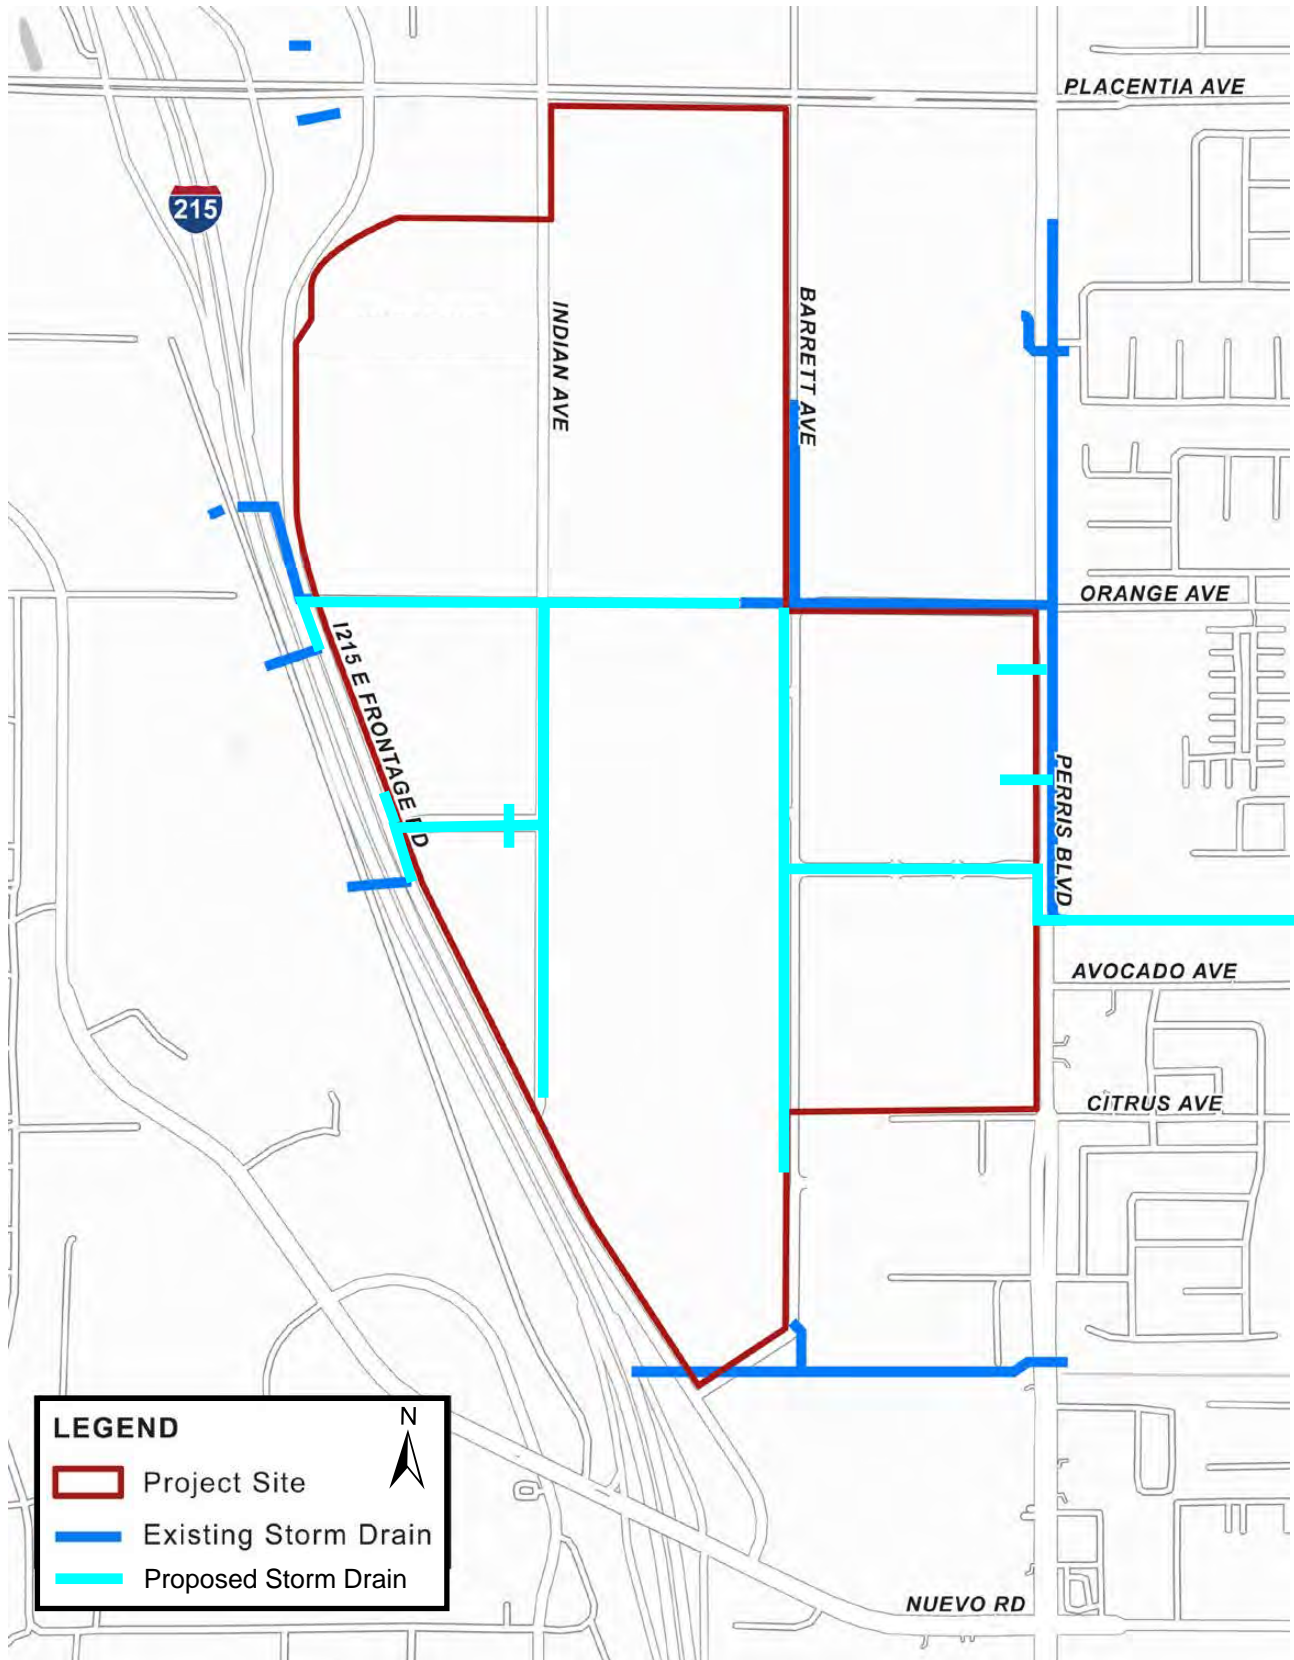 PLACENTIA AVE
215
INDIAN AVE
BARRETT AVE
ORANGE AVE
I215 E FRONTAGE RD
PERRIS BLVD
AVOCADO AVE
CITRUS AVE
LEGEND
N
Project Site
Existing Storm Drain
Proposed Storm Drain
NUEVO RD